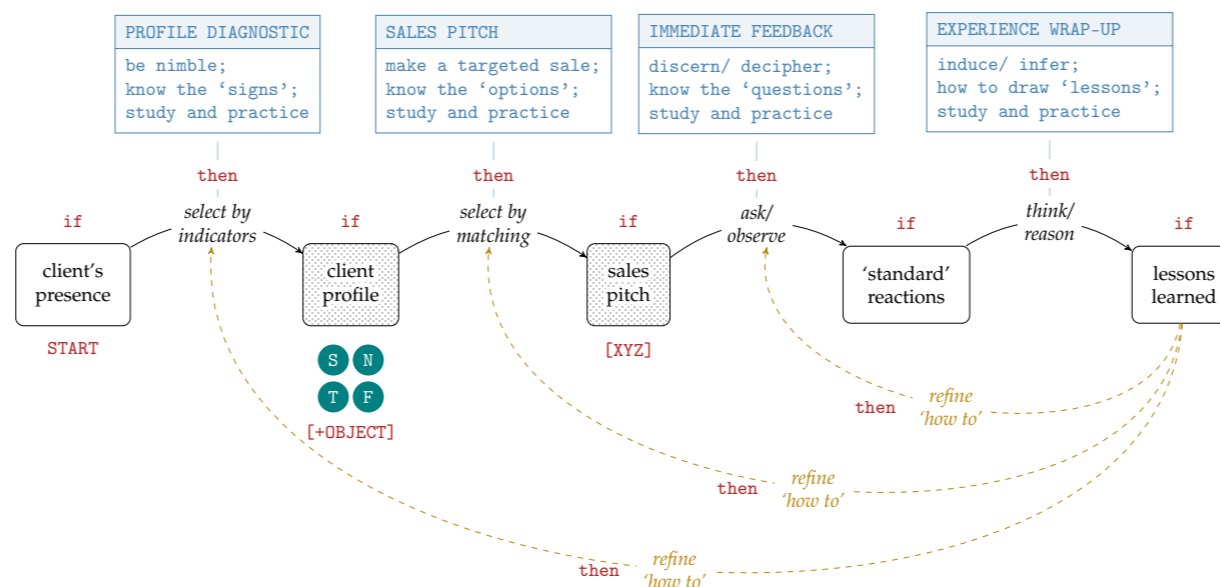 PROFILE DIAGNOSTIC
be nimble;
know the ‘signs’;
study and practice
SALES PITCH
make a targeted sale;
know the ‘options’;
study and practice
IMMEDIATE FEEDBACK
discern/ decipher;
know the ‘questions’;
study and practice
EXPERIENCE WRAP-UP
induce/ infer;
how to draw ‘lessons’;
study and practice
then
then
then
then
if
select by
indicators
if
select by
matching
if
ask/
observe
if
think/
reason
if
client's
presence
client
profile
sales
pitch
‘standard’
reactions
lessons
learned
START
S N
T F
[+OBJECT]
[XYZ]
then
refine
‘how to’
then
refine
‘how to’
then
refine
‘how to’